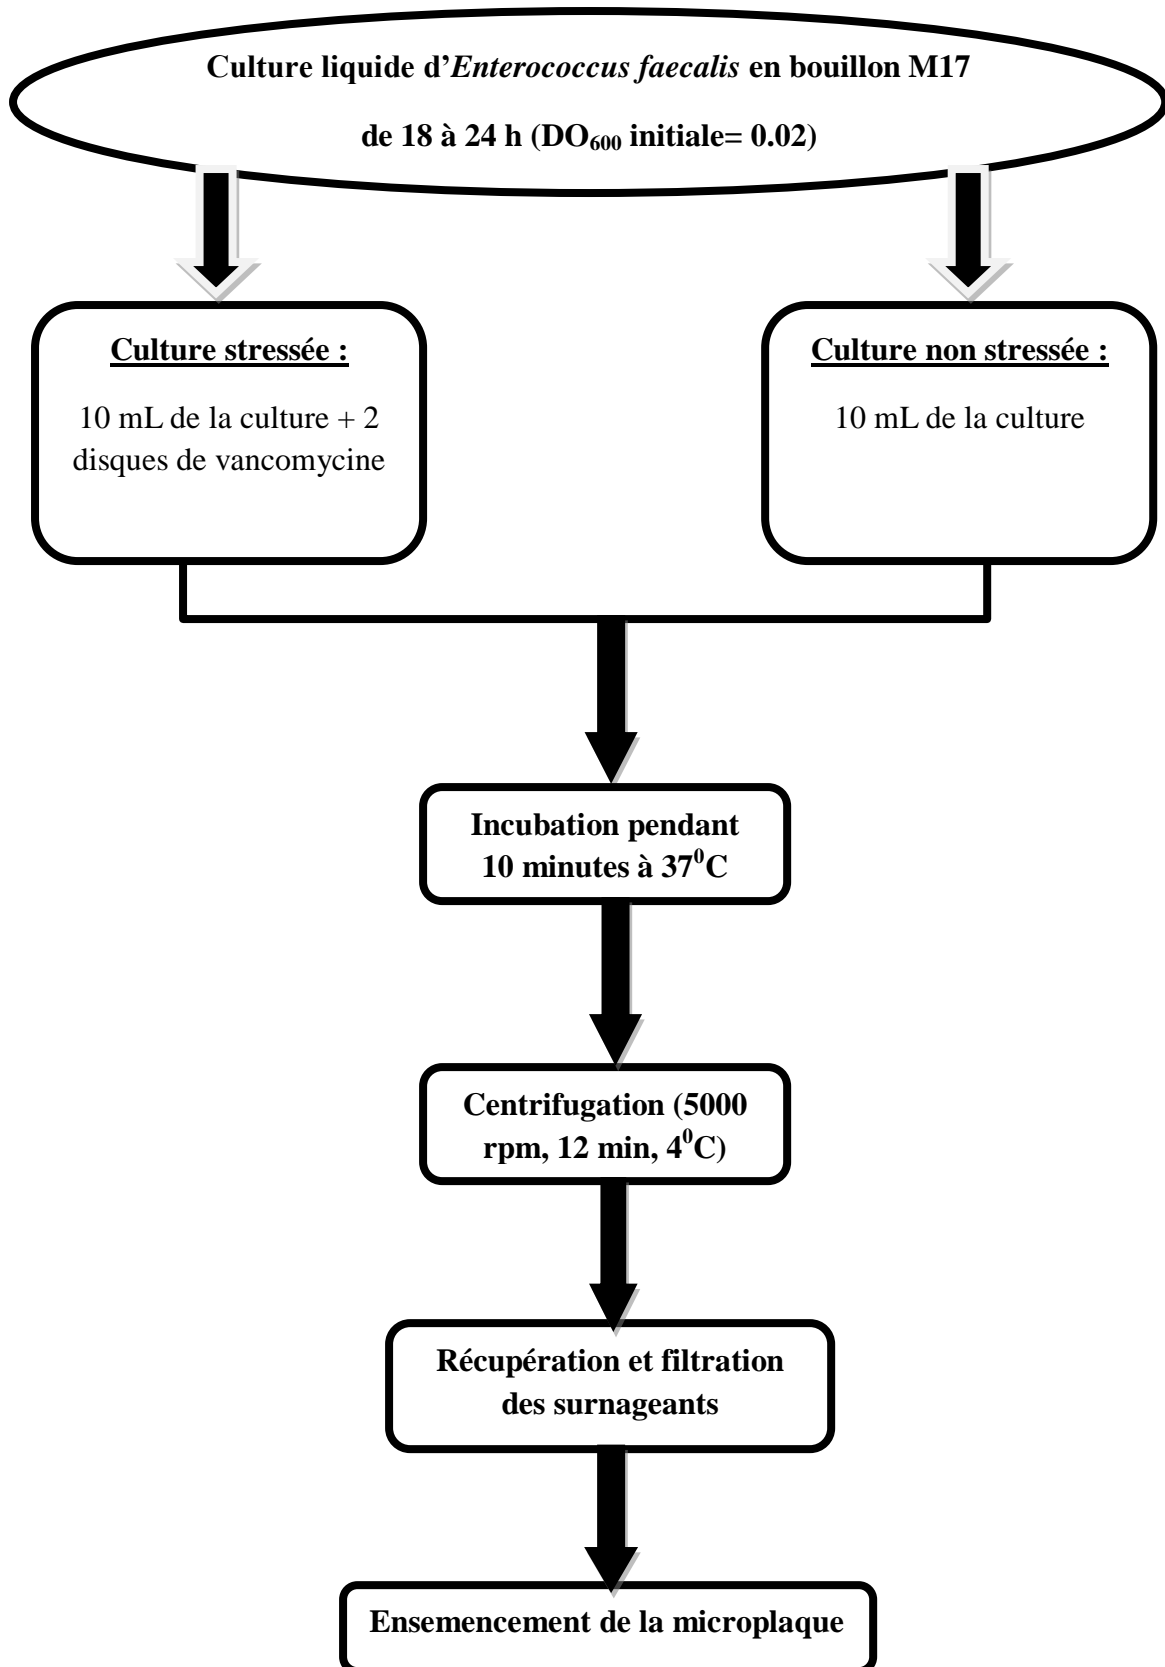 Culture liquide d’Enterococcus faecalis en bouillon M17
de 18 à 24 h (DO₆₀₀ initiale= 0.02)
Culture stressée :
10 mL de la culture + 2
disques de vancomycine
Culture non stressée :
10 mL de la culture
Incubation pendant
10 minutes à 37⁰C
Centrifugation (5000
rpm, 12 min, 4⁰C)
Récupération et filtration
des surnageants
Ensemencement de la microplaque